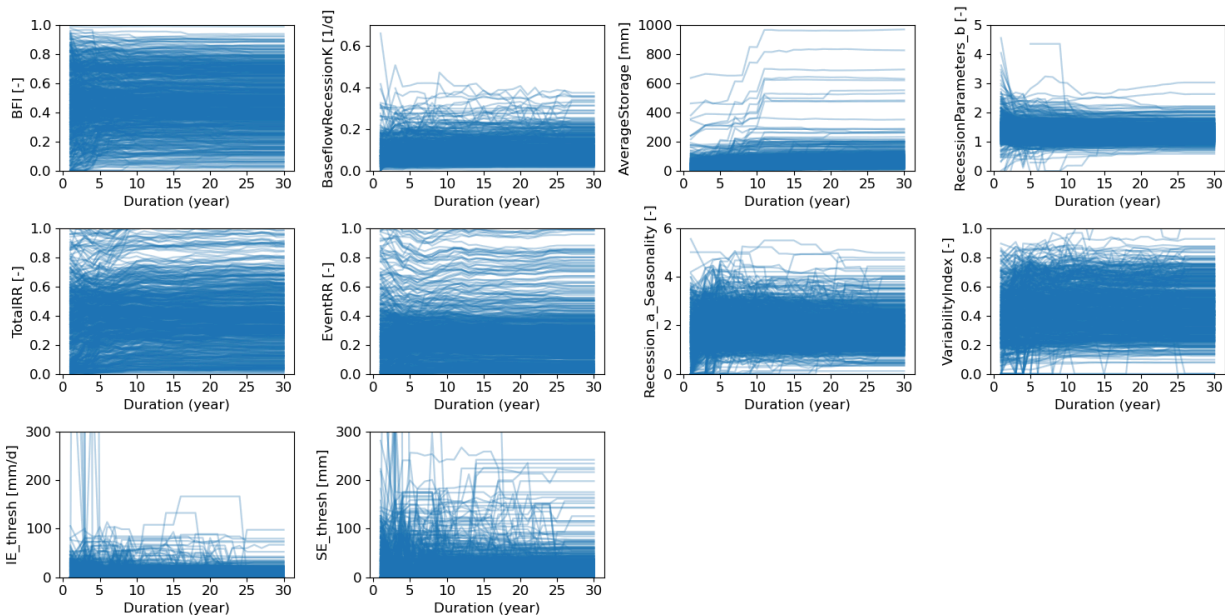 BFI [-]
1.0
0.8
0.6
0.4
0.2
0.0
0 5 10 15 20 25 30
Duration (year)
BaseflowRecessionK [1/d]
0.6
0.4
0.2
0.0
0 5 10 15 20 25 30
Duration (year)
AverageStorage [mm]
1000
800
600
400
200
0
0 5 10 15 20 25 30
Duration (year)
RecessionParameters_b [-]
5
4
3
2
1
0
0 5 10 15 20 25 30
Duration (year)
TotalRR [-]
1.0
0.8
0.6
0.4
0.2
0.0
0 5 10 15 20 25 30
Duration (year)
EventRR [-]
1.0
0.8
0.6
0.4
0.2
0.0
0 5 10 15 20 25 30
Duration (year)
Recession_a_Seasonality [-]
6
4
2
0
0 5 10 15 20 25 30
Duration (year)
VariabilityIndex [-]
1.0
0.8
0.6
0.4
0.2
0.0
0 5 10 15 20 25 30
Duration (year)
IE_thresh [mm/d]
300
200
100
0
0 5 10 15 20 25 30
Duration (year)
SE_thresh [mm]
300
200
100
0
0 5 10 15 20 25 30
Duration (year)